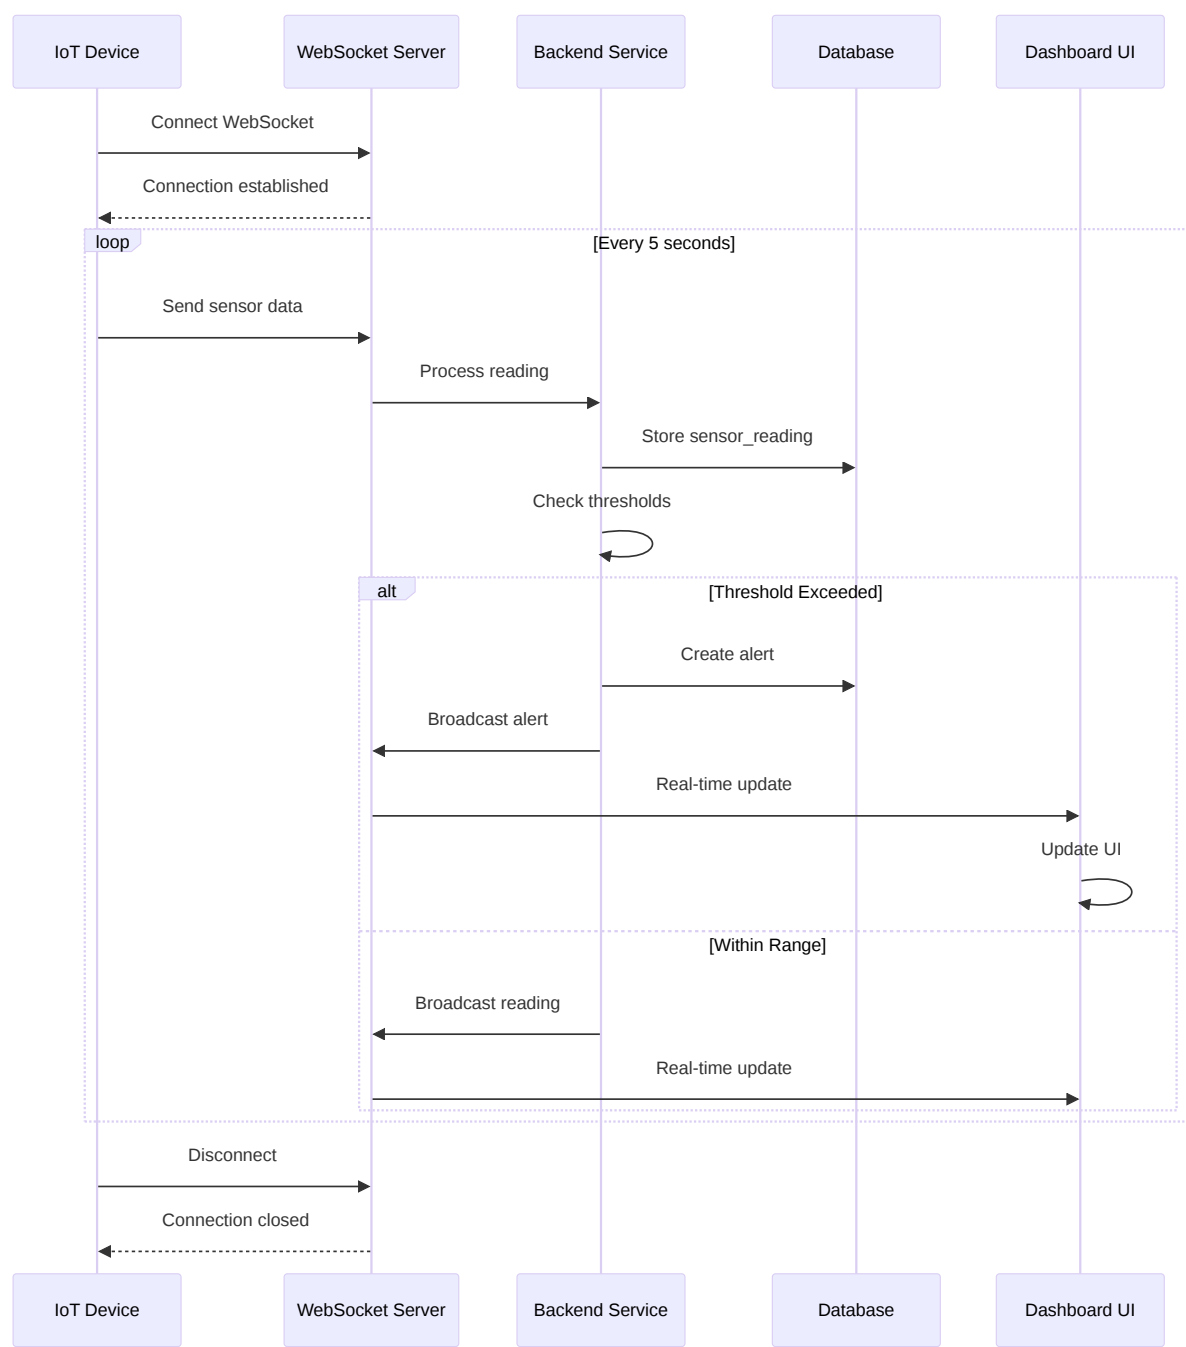 IoT Device
WebSocket Server
Backend Service
Database
Dashboard UI
Connect WebSocket
Connection established
loop
[Every 5 seconds]
Send sensor data
Process reading
Store sensor_reading
Check thresholds
alt
[Threshold Exceeded]
Create alert
Broadcast alert
Real-time update
Update UI
[Within Range]
Broadcast reading
Real-time update
Disconnect
Connection closed
IoT Device
WebSocket Server
Backend Service
Database
Dashboard UI